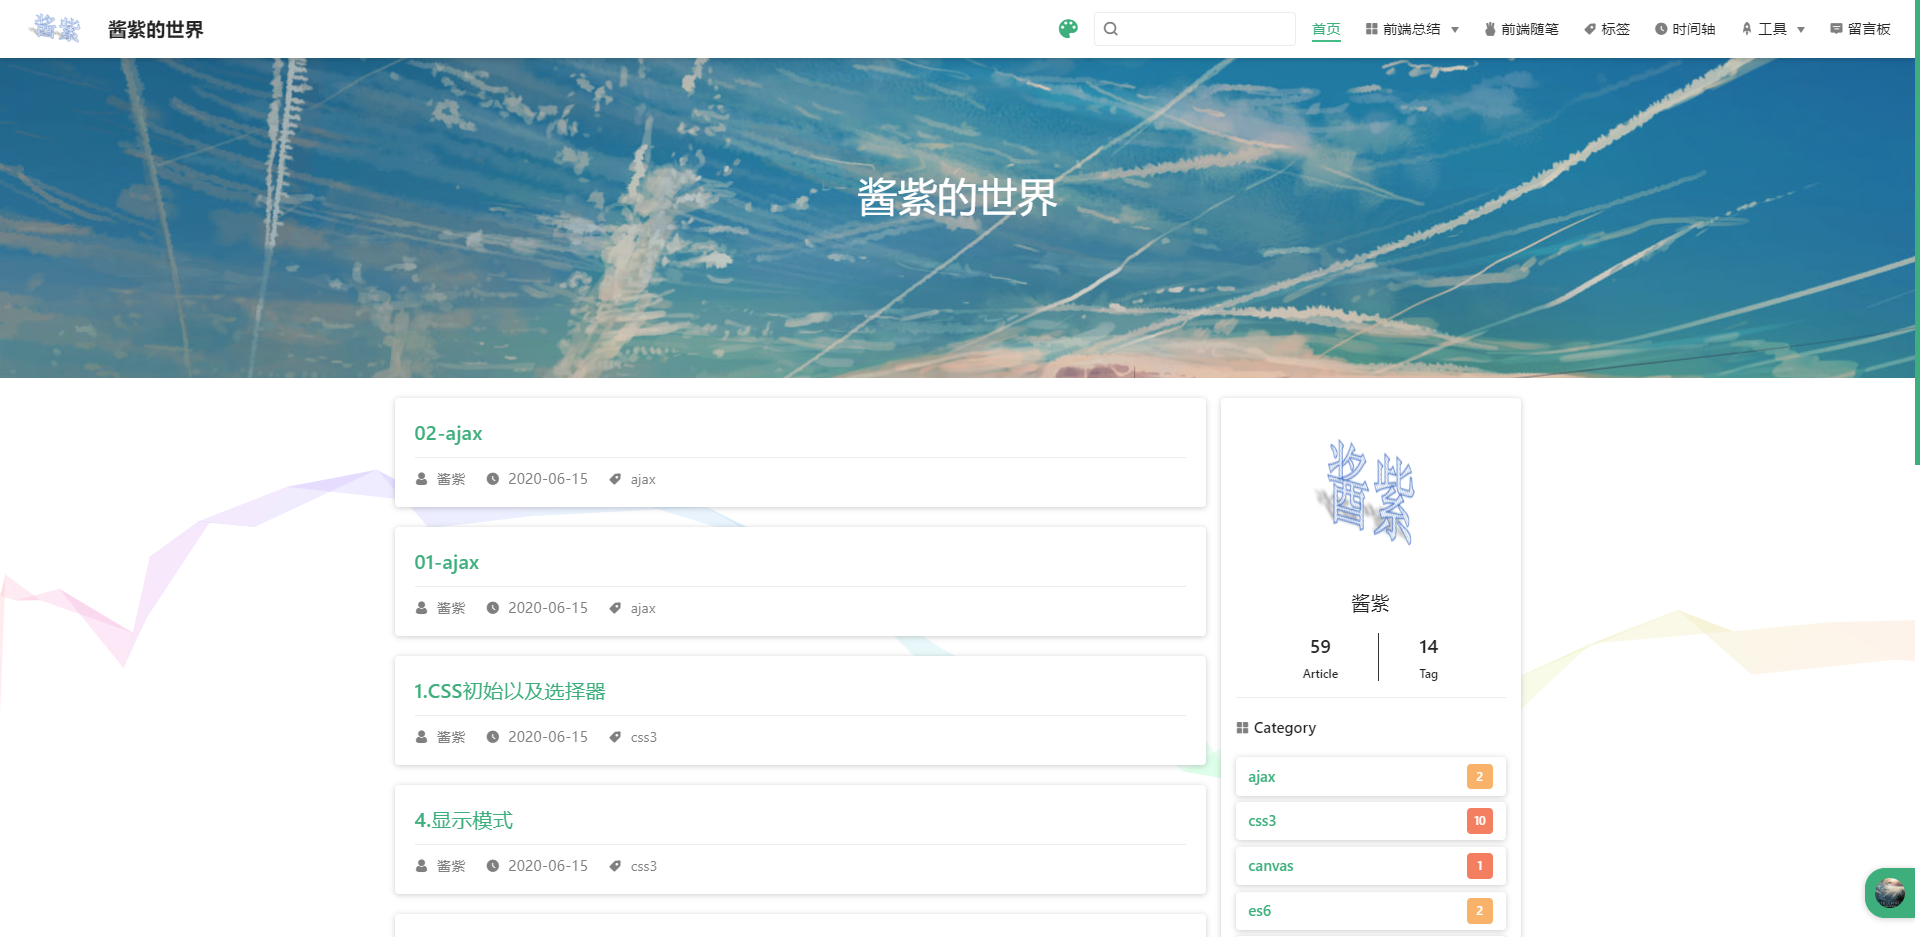 酱紫
酱紫的世界
首页 前端总结 前端随笔 标签 时间轴 工具 留言板
酱紫的世界
02-ajax
酱紫 2020-06-15 ajax
01-ajax
酱紫 2020-06-15 ajax
1.CSS初始以及选择器
酱紫 2020-06-15 css3
4.显示模式
酱紫 2020-06-15 css3
酱紫
酱紫
59 14
Article Tag
Category
ajax 2
css3 10
canvas 1
es6 2